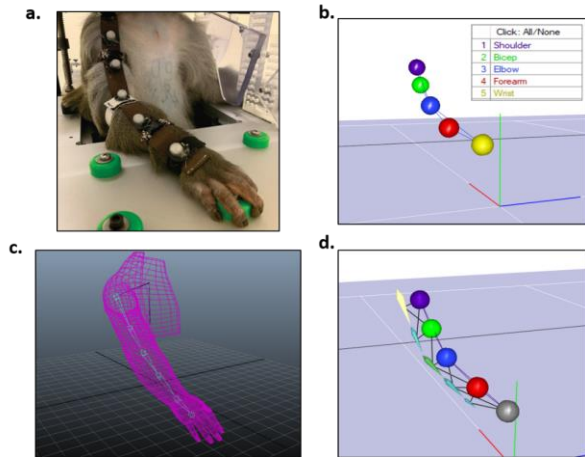 a.
b.
Click: All/None
1 Shoulder
2 Bicep
3 Elbow
4 Forearm
5 Wrist
c.
d.